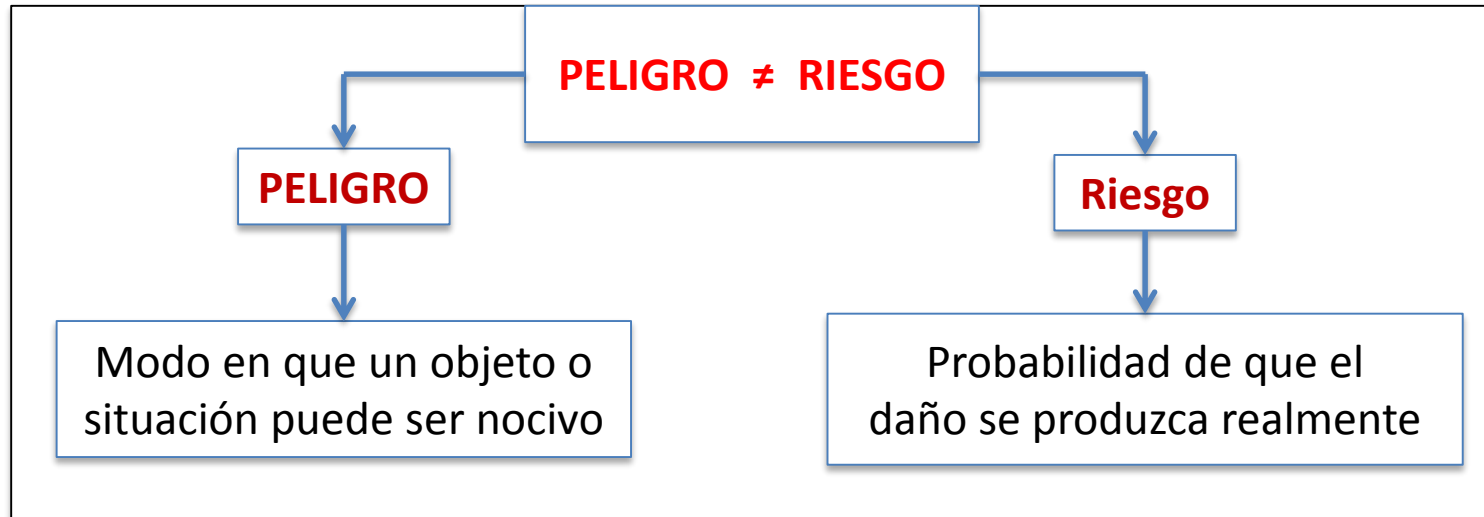 PELIGRO ≠ RIESGO
PELIGRO
Riesgo
Modo en que un objeto o
situación puede ser nocivo
Probabilidad de que el
daño se produzca realmente